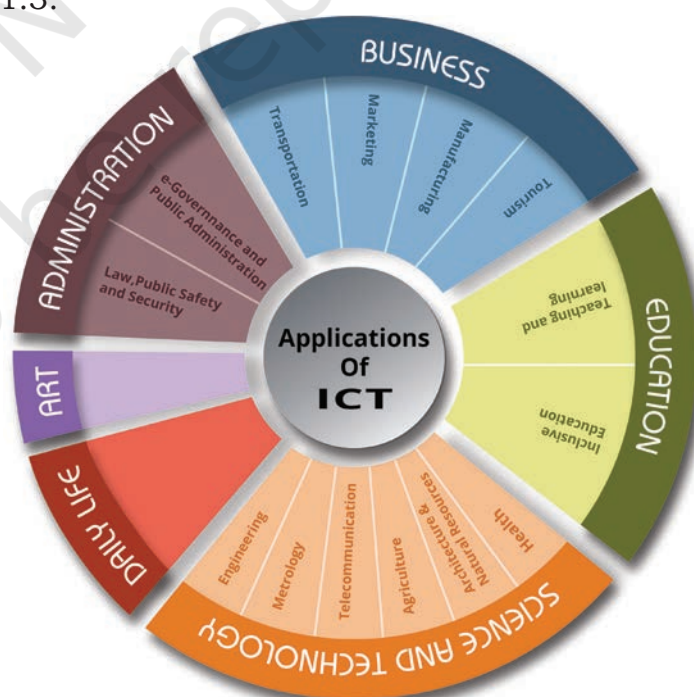 1.3.
BUSINESS
Transportation
Marketing
Manufacturing
Tourism
EDUCATION
Teaching and
learning
Inclusive
Education
SCIENCE AND TECHNOLOGY
Health
Architecture &
Natural Resources
Agriculture
Telecommunication
Metrology
Engineering
DAILY LIFE
ART
ADMINISTRATION
Law,Public Safety
and Security
e-Governnance and
Public Administration
Applications
Of
ICT